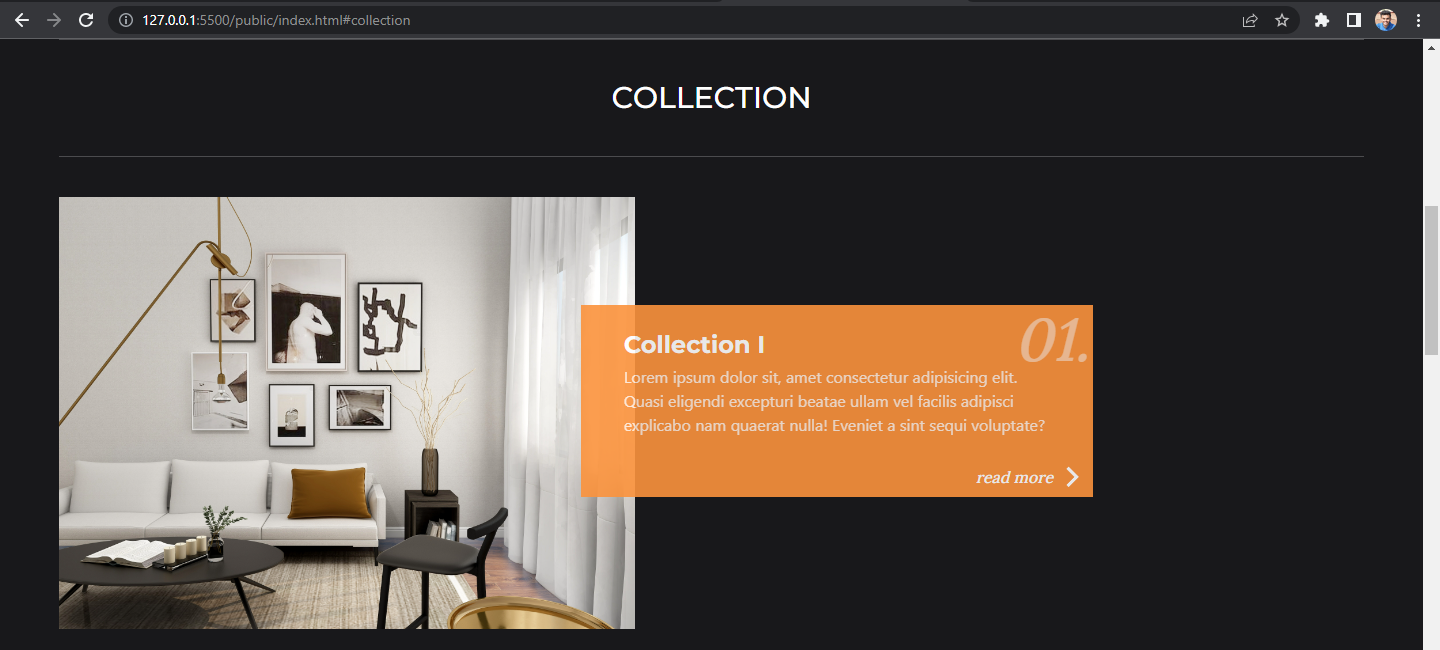 127.0.0.1:5500/public/index.html#collection
COLLECTION
01.
Collection I
Lorem ipsum dolor sit, amet consectetur adipisicing elit.
Quasi eligendi excepturi beatae ullam vel facilis adipisci
explicabo nam quaerat nulla! Eveniet a sint sequi voluptate?
read more